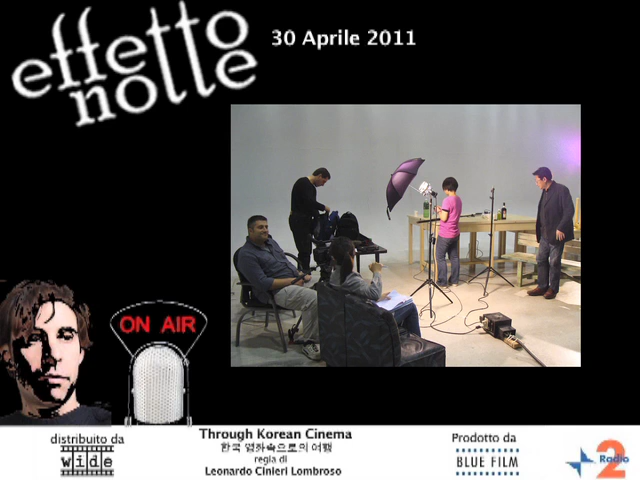 effetto
notte
30 Aprile 2011
ON AIR
distribuito da
wide
Through Korean Cinema
한국 영화속으로의 여행
regia di
Leonardo Cinieri Lombroso
Prodotto da
BLUE FILM
Radio 2